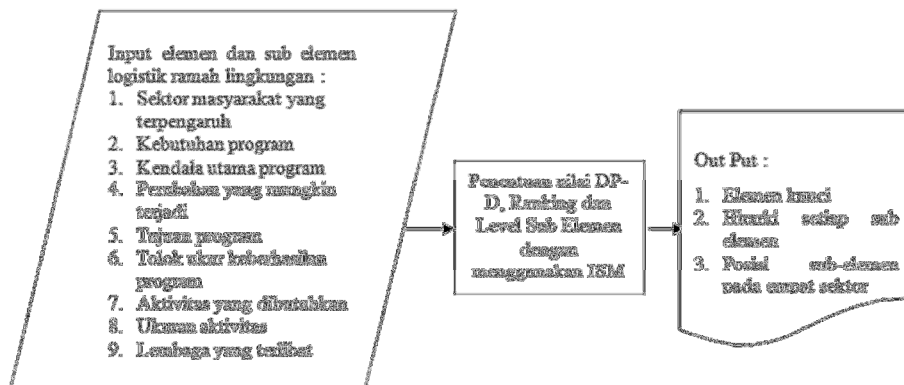 Input elemen dan sub elemen
logistik ramah lingkungan :
1. Sektor masyarakat yang
terpengaruh
2. Kebutuhan program
3. Kendala utama program
4. Perubahan yang mungkin
terjadi
5. Tujuan program
6. Tolok ukur keberhasilan
program
7. Aktivitas yang dibutuhkan
8. Ukuran aktivitas
9. Lembaga yang terlibat
Penentuan nilai DP-
D, Ranking dan
Level Sub Elemen
dengan
menggunakan ISM
Out Put :
1. Elemen kunci
2. Hirarki setiap sub
elemen
3. Posisi sub-elemen
pada empat sektor